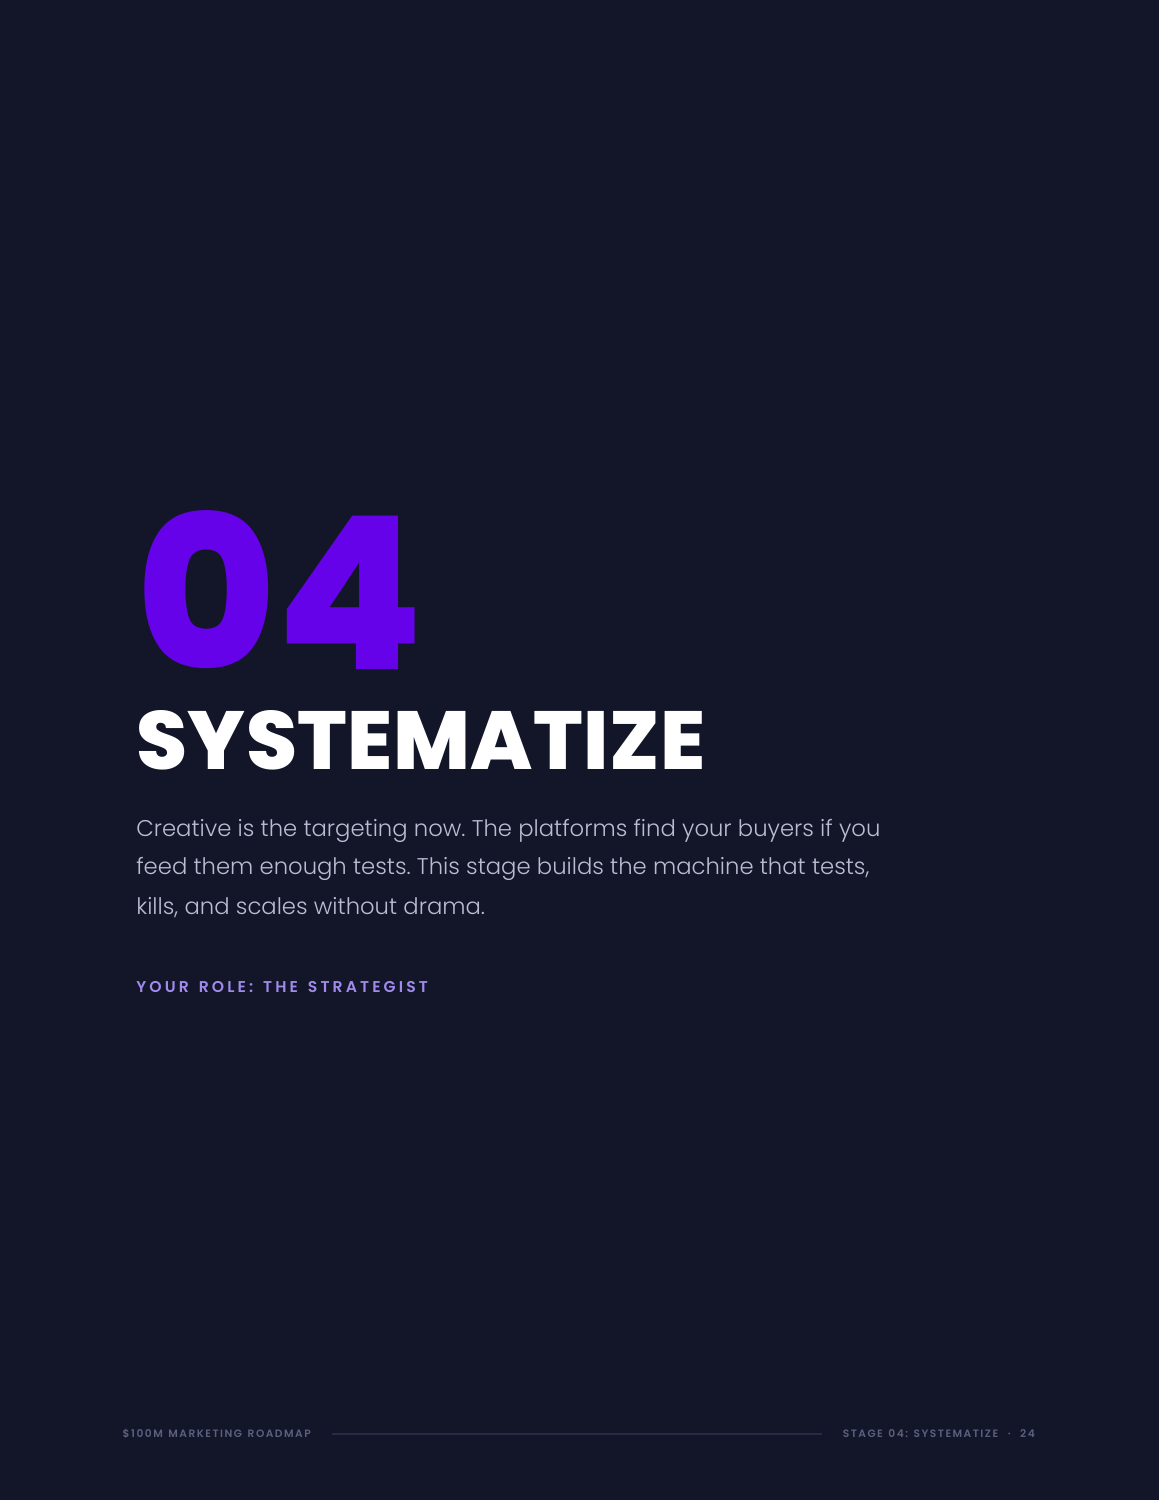 04
SYSTEMATIZE
Creative is the targeting now. The platforms find your buyers if you
feed them enough tests. This stage builds the machine that tests,
kills, and scales without drama.
YOUR ROLE: THE STRATEGIST
$100M MARKETING ROADMAP
STAGE 04: SYSTEMATIZE · 24